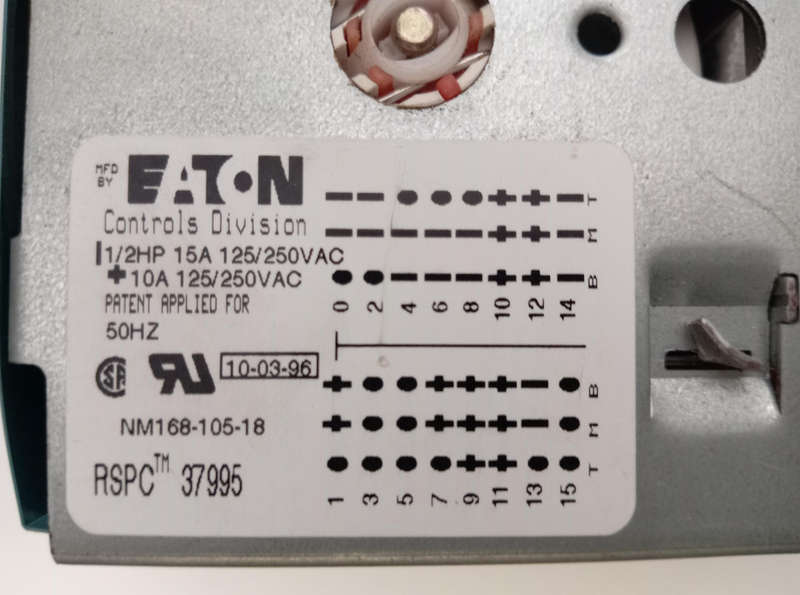 MFD
BY
EATON
Controls Division
1/2HP 15A 125/250VAC
+ 10A 125/250VAC
PATENT APPLIED FOR
50HZ
10-03-96
NM168-105-18
RSPC™ 37995
T
M
B
0 2 4 6 8 10 12 14
B
M
T
1 3 5 7 9 11 13 15